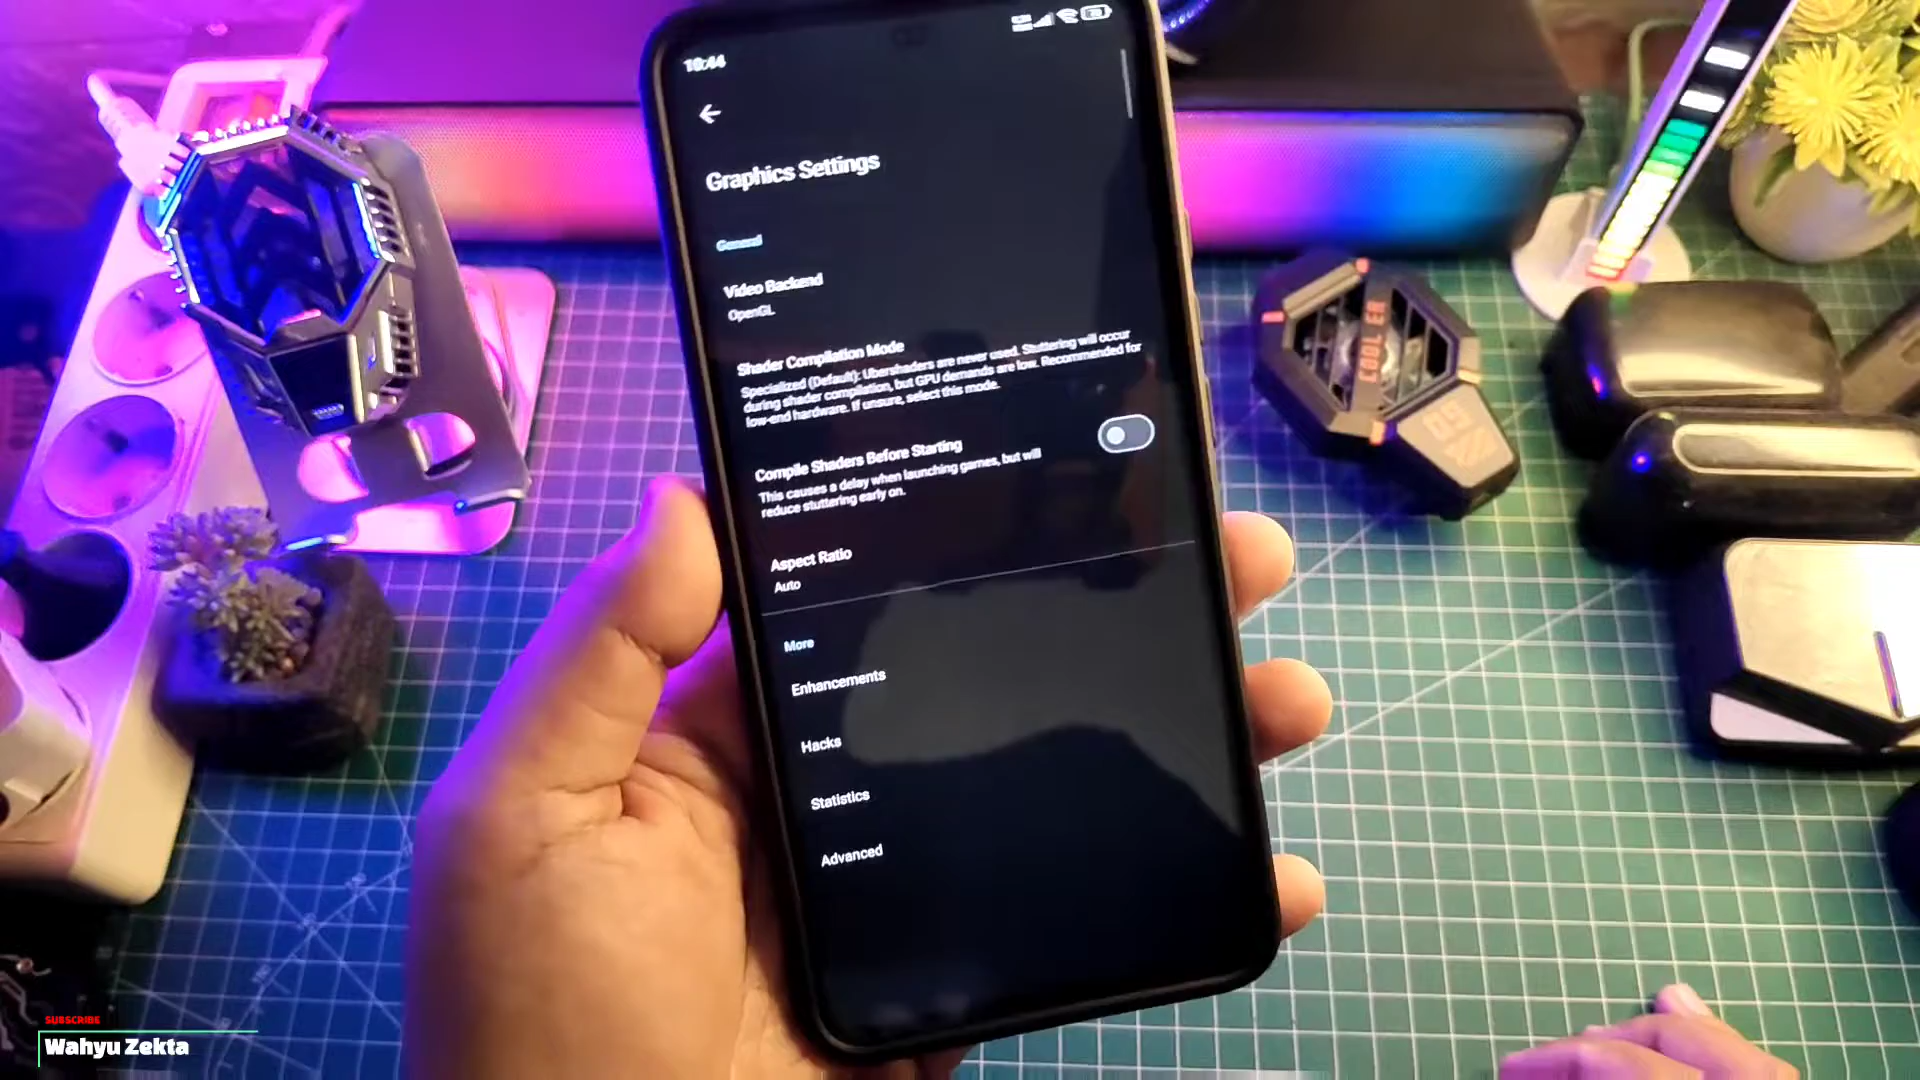 10:44
Graphics Settings
General
Video Backend
OpenGL
Shader Compilation Mode
Specialized (Default): Ubershaders are never used. Stuttering will occur
during shader compilation, but GPU demands are low. Recommended for
low-end hardware. If unsure, select this mode.
Compile Shaders Before Starting
This causes a delay when launching games, but will
reduce stuttering early on.
Aspect Ratio
Auto
More
Enhancements
Hacks
Statistics
Advanced
COOLER
SUBSCRIBE
Wahyu Zekta